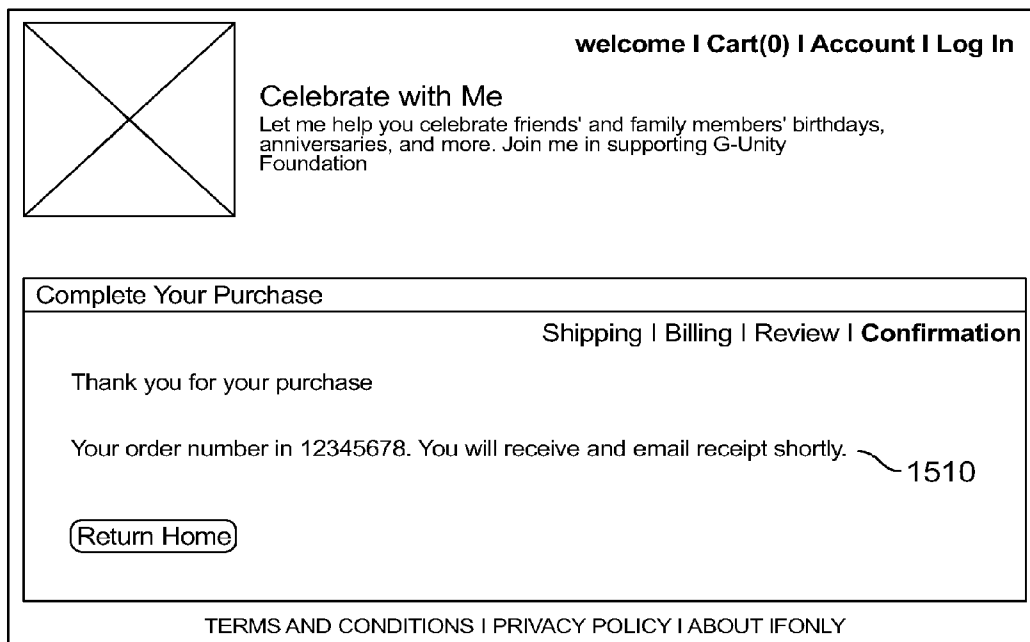 welcome I Cart(0) I Account I Log In
Celebrate with Me
Let me help you celebrate friends' and family members' birthdays,
anniversaries, and more. Join me in supporting G-Unity
Foundation
Complete Your Purchase
Shipping I Billing I Review I Confirmation
Thank you for your purchase
Your order number in 12345678. You will receive and email receipt shortly.
1510
Return Home
TERMS AND CONDITIONS I PRIVACY POLICY I ABOUT IFONLY